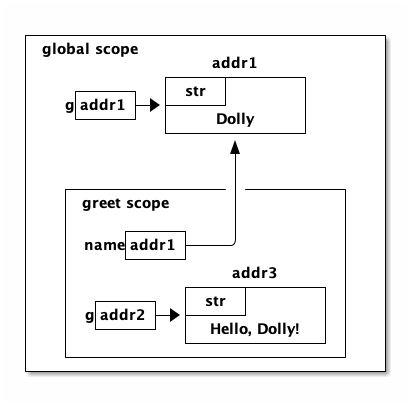 global scope
addr1
str
g addr1
Dolly
greet scope
name addr1
addr3
str
g addr2
Hello, Dolly!